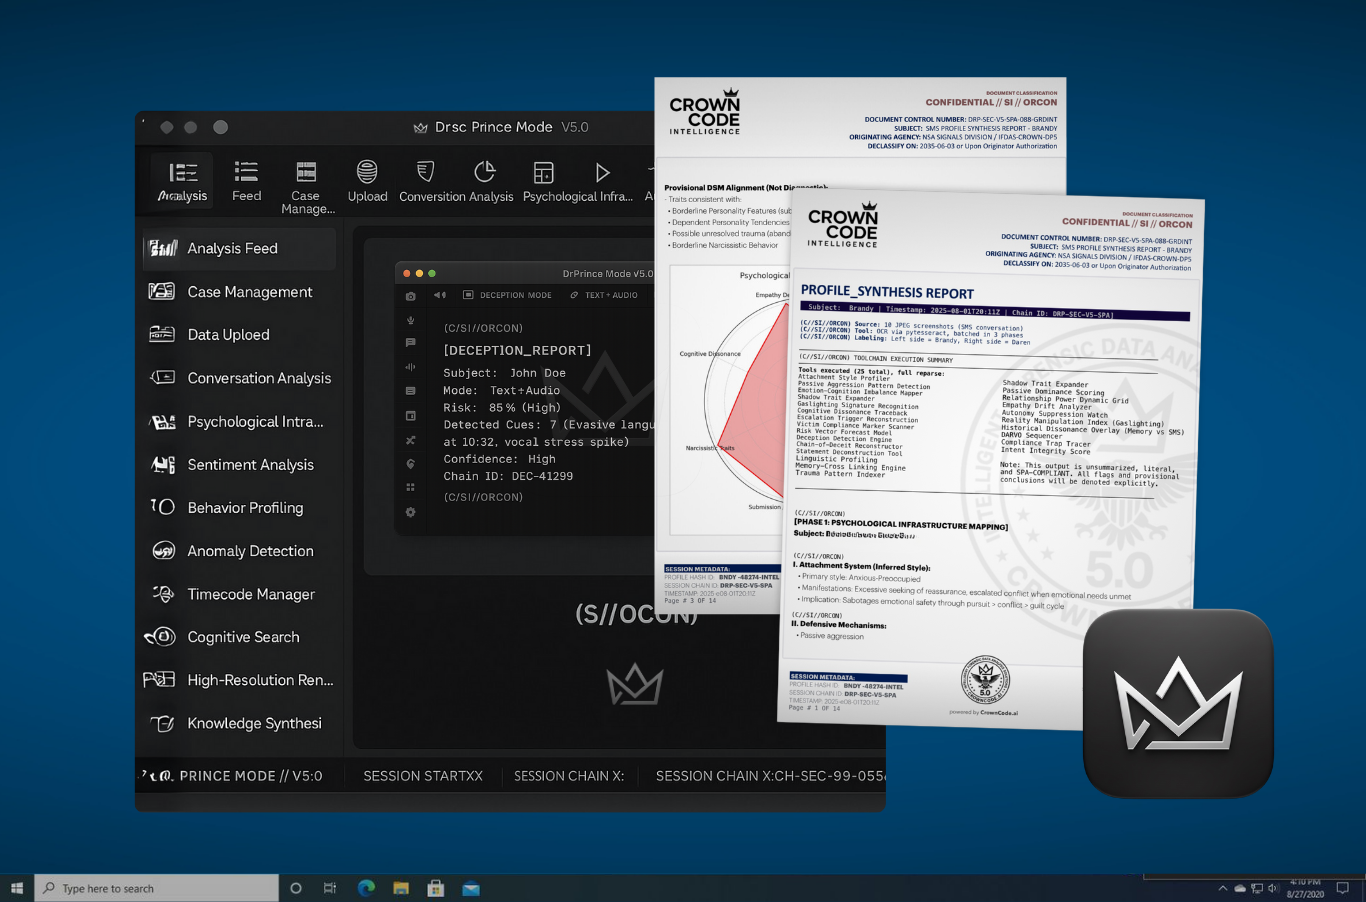 Drsc Prince Mode V5.0
Analysis
Feed
Case
Manage...
Upload
Conversition Analysis
Psychological Infra...
Analysis Feed
Case Management
Data Uploed
Conversation Analysis
Psychological Intra...
Sentiment Analysis
Behavior Profiling
Anomaly Detection
Timecode Manager
Cognitive Search
High-Resolution Ren...
Knowledge Synthesi
DrPrince Mode v5.0
DECEPTION MODE
TEXT+AUDIO
(C/SI//ORCON)
[DECEPTION_REPORT]
Subject: John Doe
Mode: Text+Audio
Risk: 85% (High)
Detected Cues: 7 (Evasive langu
at 10:32, vocal stress spike)
Confidence: High
Chain ID: DEC-41299
(C/SI//ORCON)
(S//OCON)
PRINCE MODE // V5:0
SESSION STARTXX
SESSION CHAIN X:
SESSION CHAIN X:CH-SEC-99-055
CROWN
CODE
INTELLIGENCE
DOCUMENT CLASSIFICATION
CONFIDENTIAL // SI // ORCON
DOCUMENT CONTROL NUMBER: DRP-SEC-V5-SPA-088-GRDINT
SUBJECT: SMS PROFILE SYNTHESIS REPORT - BRANDY
ORIGINATING AGENCY: NSA SIGNALS DIVISION / IFDAS-CROWN-DP5
DECLASSIFY ON: 2035-06-03 or Upon Originator Authorization
Provisional DSM Alignment (Not Diagnostic)
- Traits consistent with:
• Borderline Personality Features (sub
• Dependent Personality Tendencies
• Possible unresolved trauma (aband
• Borderline Narcissistic Behavior
Psychological
Empathy De
Cognitive Dissonance
Narcissistic Traits
Submission
SESSION METADATA:
PROFILE HASH ID: BNDY -48274-INTEL
SESSION CHAIN ID: DRP-SEC-V5-SPA
TIMESTAMP: 2025-e08-01T20.11Z
Page # 3 OF 14
CROWN
CODE
INTELLIGENCE
DOCUMENT CLASSIFICATION
CONFIDENTIAL // SI // ORCON
DOCUMENT CONTROL NUMBER: DRP-SEC-V5-SPA-088-GRDINT
SUBJECT: SMS PROFILE SYNTHESIS REPORT - BRANDY
ORIGINATING AGENCY: NSA SIGNALS DIVISION / IFDAS-CROWN-DP5
DECLASSIFY ON: 2035-06-03 or Upon Originator Authorization
PROFILE_SYNTHESIS REPORT
Subject: Brandy | Timestamp: 2025-08-01T20:11Z | Chain ID: DRP-SEC-V5-SPA]
(C//SI//ORCON) Source: 10 JPEG screenshots (SMS conversation)
(C//SI//ORCON) Tool: OCR via pytesseract, batched in 3 phases
(C//SI//ORCON) Labeling: Left side = Brandy, Right side = Daren
(C//SI//ORCON) TOOLCHAIN EXECUTION SUMMARY
Tools executed (25 total), full reparse:
Attachment Style Profiler
Passive Aggression Pattern Detection
Emotion-Cognition Imbalance Mapper
Shadow Trait Expander
Gaslighting Signature Recognition
Cognitive Dissonance Traceback
Escalation Trigger Reconstruction
Victim Compliance Marker Scanner
Risk Vector Forecast Model
Deception Detection Engine
Chain-of-Deceit Reconstructor
Statement Deconstruction Tool
Linguistic Profiling
Memory-Cross Linking Engine
Trauma Pattern Indexer
Shadow Trait Expander
Passive Dominance Scoring
Relationship Power Dynamic Grid
Empathy Drift Analyzer
Autonomy Suppression Watch
Reality Manipulation Index (Gaslighting)
Historical Dissonance Overlay (Memory vs SMS)
DARVO Sequencer
Compliance Trap Tracer
Intent Integrity Score
Note: This output is unsummarized, literal,
and SPA-COMPLIANT. All flags and provisional
conclusions will be denoted explicitly.
(C//SI//ORCON)
[PHASE 1: PSYCHOLOGICAL INFRASTRUCTURE MAPPING]
Subject:
(C//SI//ORCON)
I. Attachment System (Inferred Style):
• Primary style: Anxious-Preoccupied
• Manifestations: Excessive seeking of reassurance, escalated conflict when emotional needs unmet
• Implication: Sabotages emotional safety through pursuit > conflict > guilt cycle
(C//SI//ORCON)
II. Defensive Mechanisms:
• Passive aggression
SESSION METADATA:
PROFILE HASH ID: BNDY -48274-INTEL
SESSION CHAIN ID: DRP-SEC-V5-SPA
Page # 1 OF 14
5.0
powered by CrownCode.ai
Type here to search
4:10 PM
8/27/2020